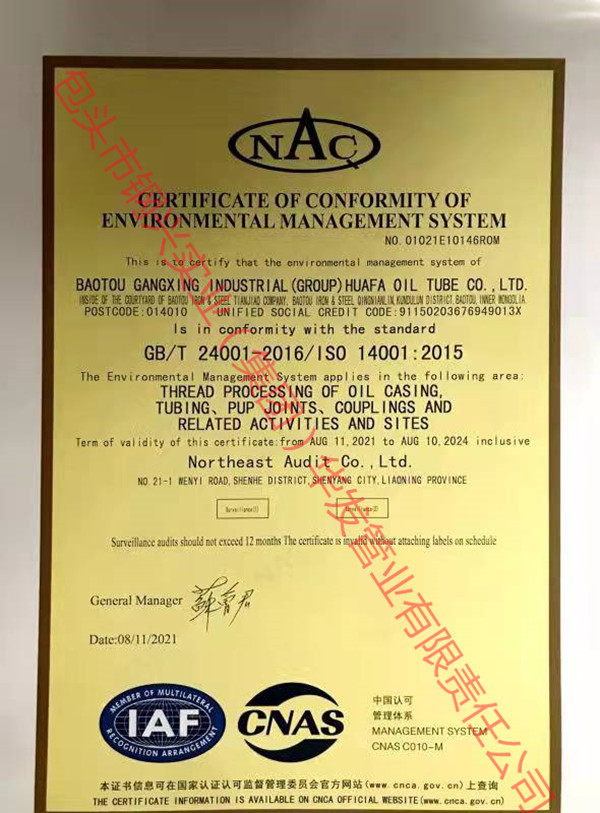 NAC
CERTIFICATE OF CONFORMITY OF
ENVIRONMENTAL MANAGEMENT SYSTEM
NO. 01021E10146R0M
This is to certify that the environmental management system of
BAOTOU GANGXING INDUSTRIAL (GROUP) HUAFA OIL TUBE CO., LTD.
INSIDE OF THE COURTYARD OF BAOTOU IRON & STEEL TIANJIAO COMPANY, BAOTOU IRON & STEEL QINGNIANLIN, KUNDULUN DISTRICT, BAOTOU, INNER MONGOLIA
POSTCODE: 014010 UNIFIED SOCIAL CREDIT CODE: 91150203676949013X
Is in conformity with the standard
GB/T 24001-2016/ISO 14001:2015
The Environmental Management System applies in the following area:
THREAD PROCESSING OF OIL CASING,
TUBING、PUP JOINTS、COUPLINGS AND
RELATED ACTIVITIES AND SITES
Term of validity of this certificate: from AUG 11, 2021 to AUG 10, 2024 inclusive
Northeast Audit Co., Ltd.
NO. 21-1 WENYI ROAD, SHENHE DISTRICT, SHENYANG CITY, LIAONING PROVINCE
Surveillance(1) Surveillance(2)
Surveillance audits should not exceed 12 months The certificate is invalid without attaching labels on schedule
General Manager
Date:08/11/2021
MEMBER OF MULTILATERAL
IAF
RECOGNITION ARRANGEMENT
CNAS
中国认可
管理体系
MANAGEMENT SYSTEM
CNAS C010-M
本证书信息可在国家认证认可监督管理委员会官方网站(www.cnca.gov.cn)上查询
THE CERTIFICATE INFORMATION IS AVAILABLE ON CNCA OFFICIAL WEBSITE(www.cnca.gov.cn)
包头市钢兴实业（集团）华发管业有限责任公司